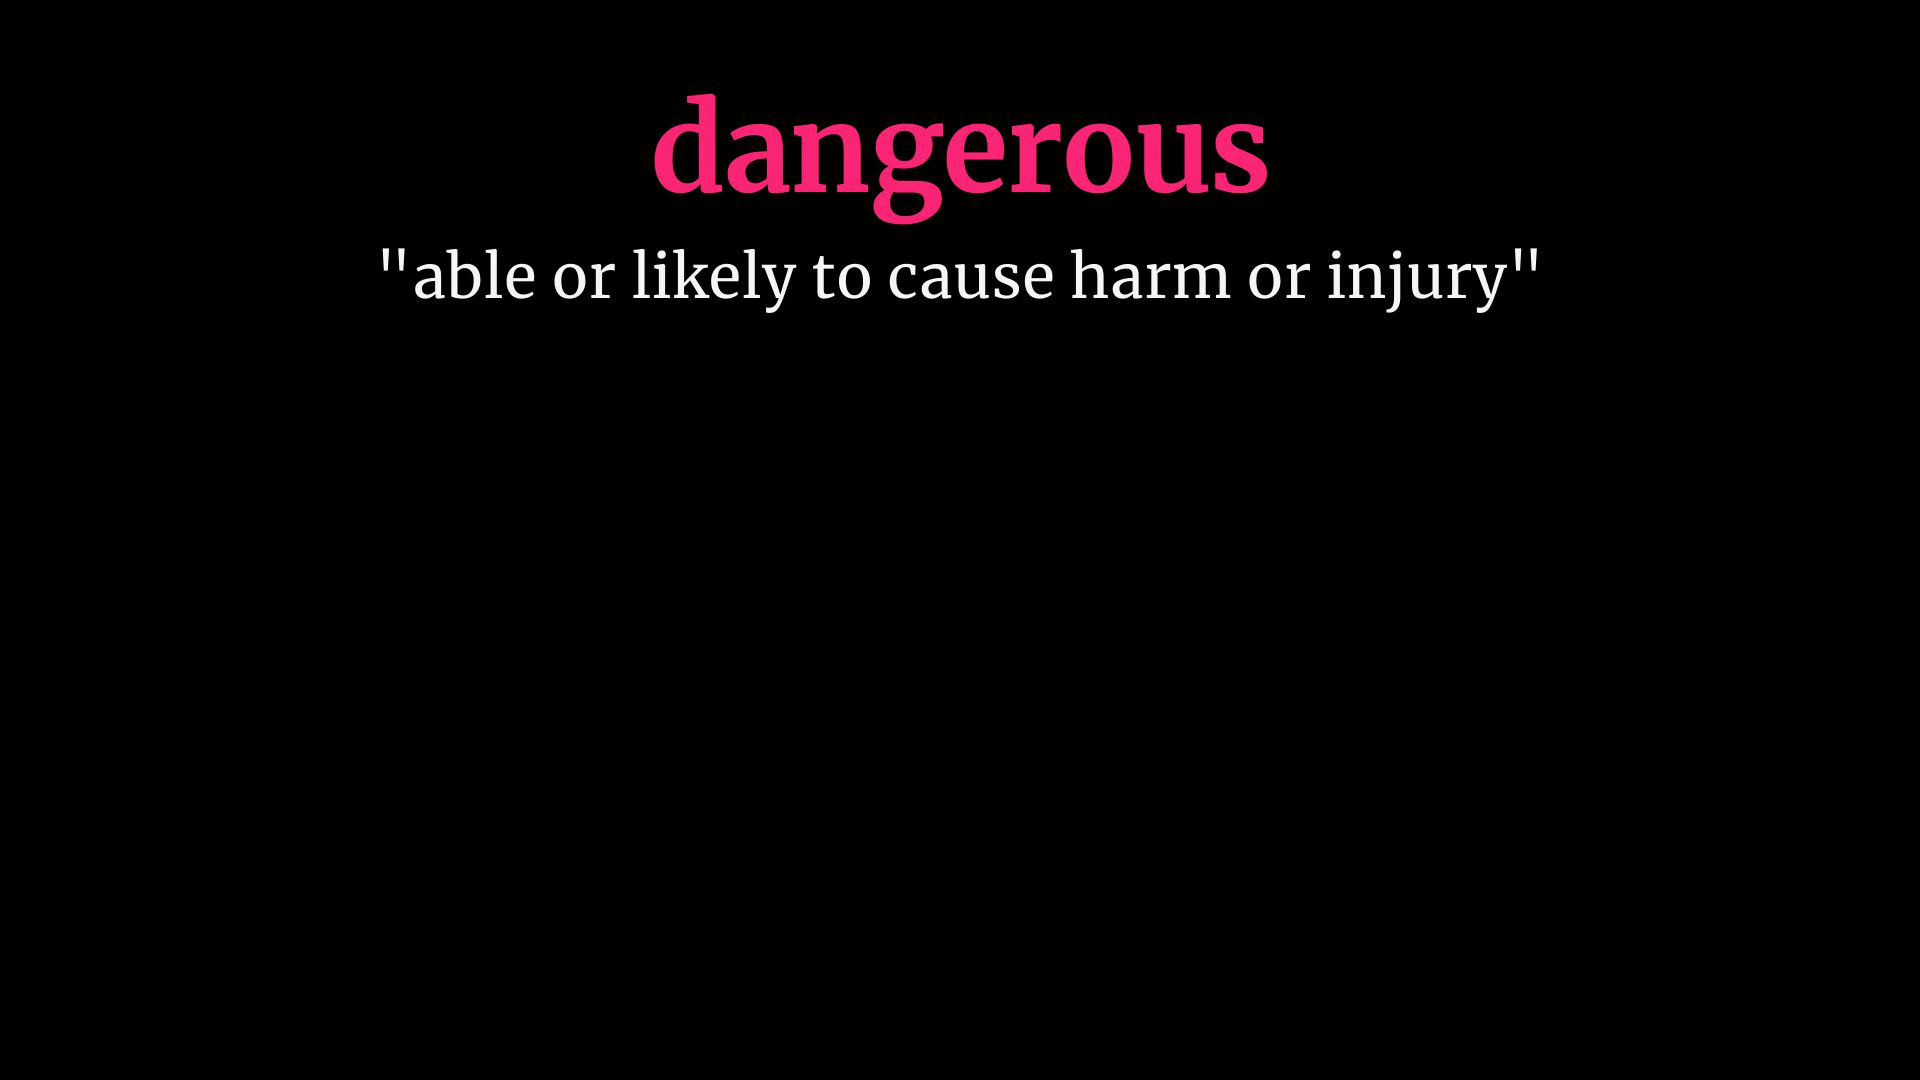 dangerous
"able or likely to cause harm or injury"